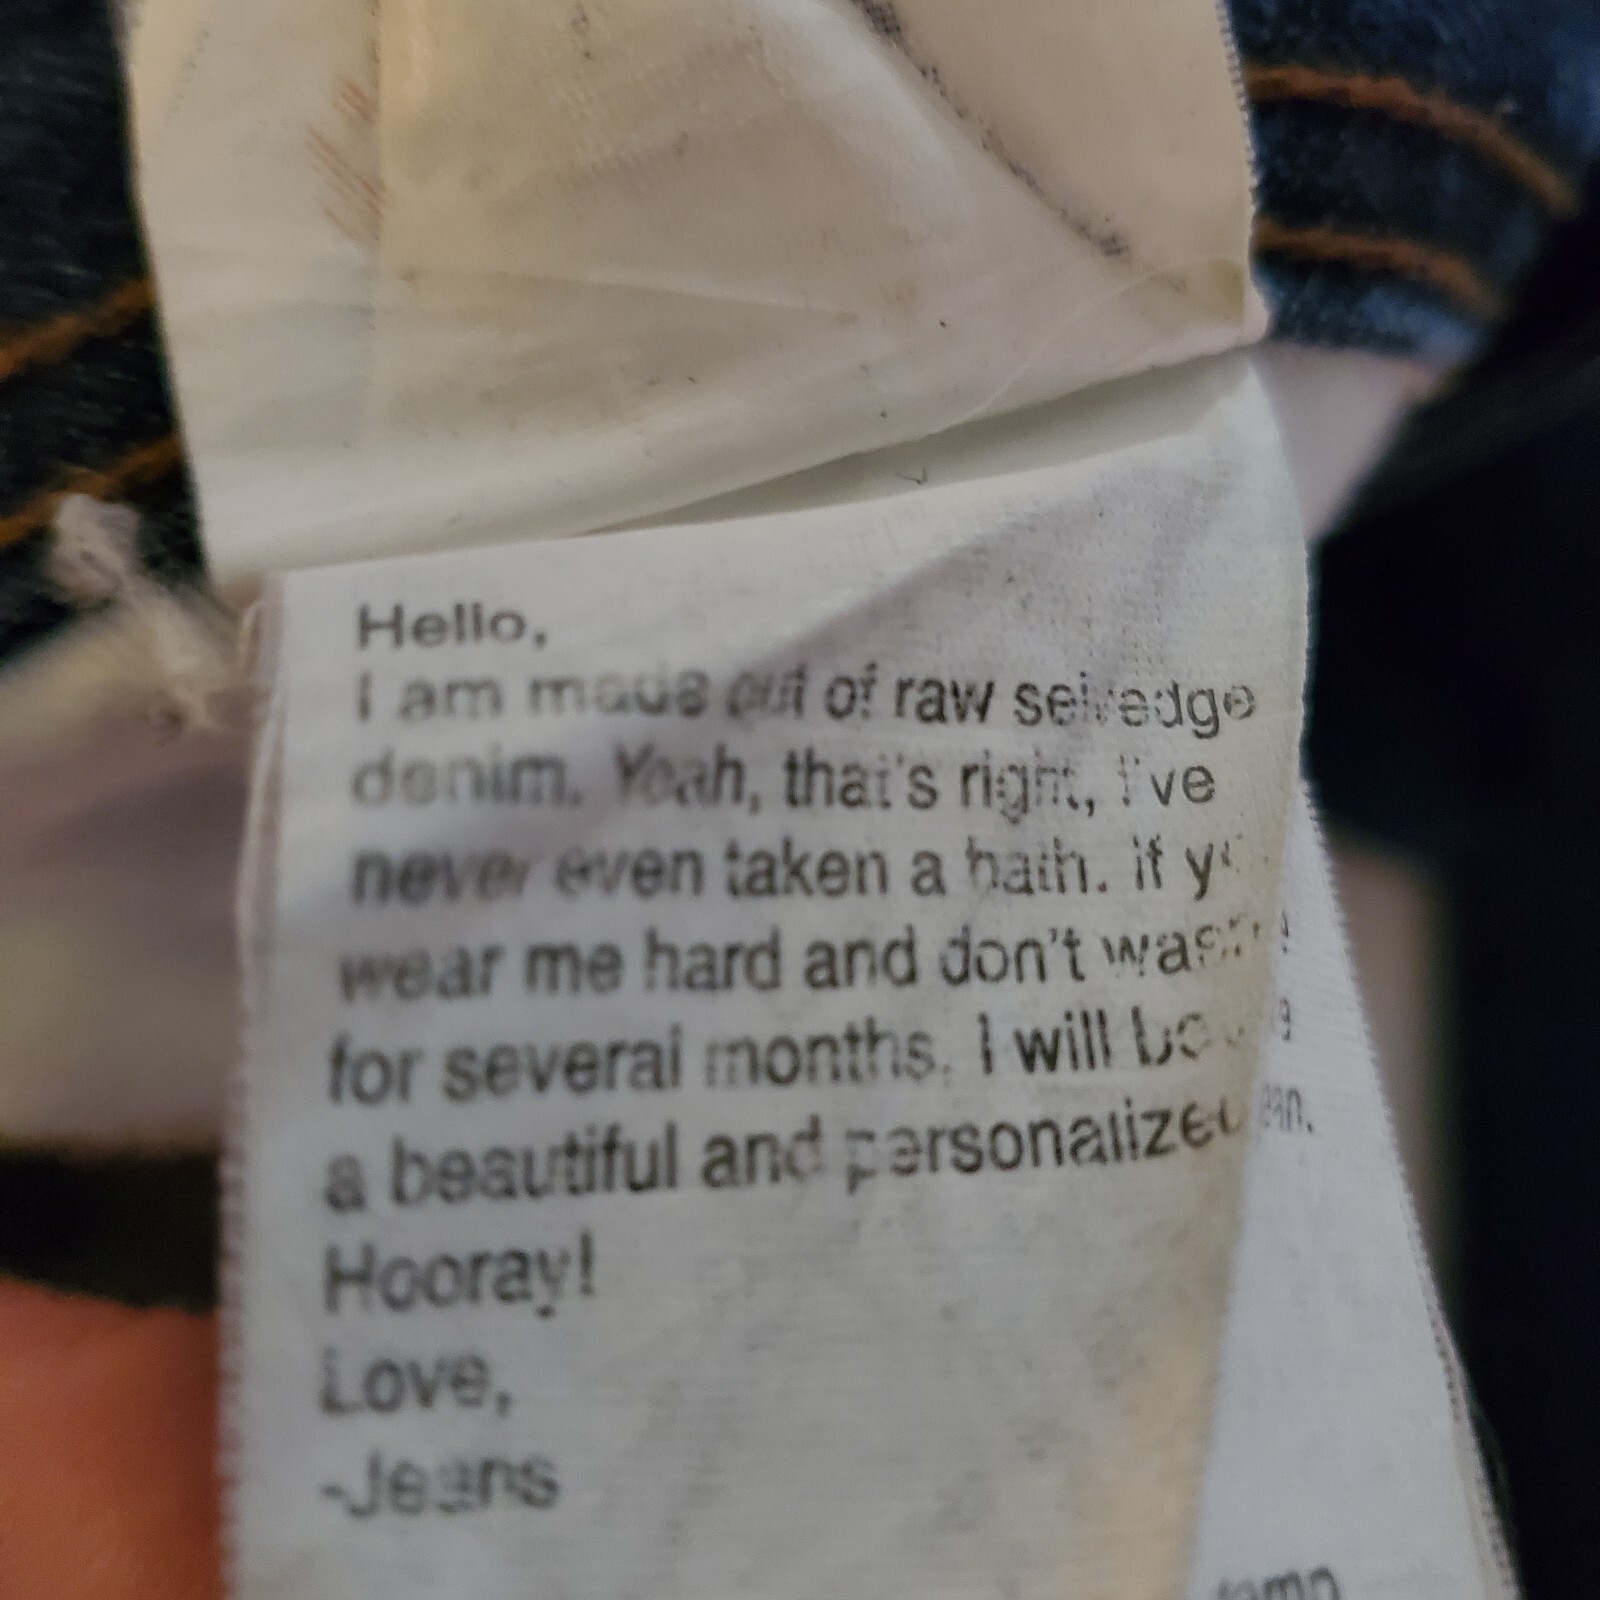 Hello,
I am made out of raw selvedge
denim. Yeah, that's right, I've
never even taken a bath. If
wear me hard and don't
for several months. I will
a beautiful and personalized
Hooray!
Love,
-Jeans